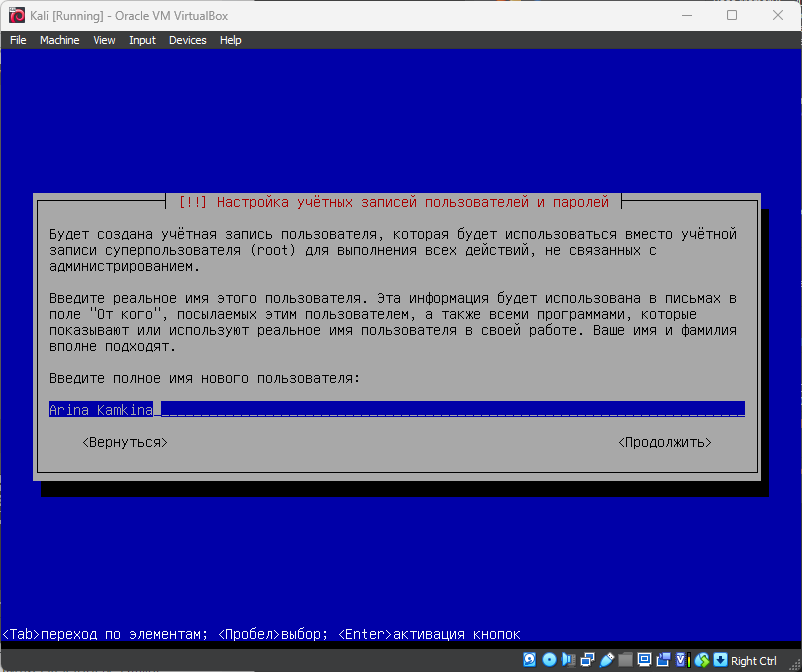 Kali [Running] - Oracle VM VirtualBox
File Machine View Input Devices Help
[!!] Настройка учётных записей пользователей и паролей
Будет создана учётная запись пользователя, которая будет использоваться вместо учётной
записи суперпользователя (root) для выполнения всех действий, не связанных с
администрированием.
Введите реальное имя этого пользователя. Эта информация будет использована в письмах в
поле "От кого", посылаемых этим пользователем, а также всеми программами, которые
показывают или используют реальное имя пользователя в своей работе. Ваше имя и фамилия
вполне подходят.
Введите полное имя нового пользователя:
Arina Kamkina
<Вернуться> <Продолжить>
<Tab>переход по элементам; <Пробел>выбор; <Enter>активация кнопок
Right Ctrl